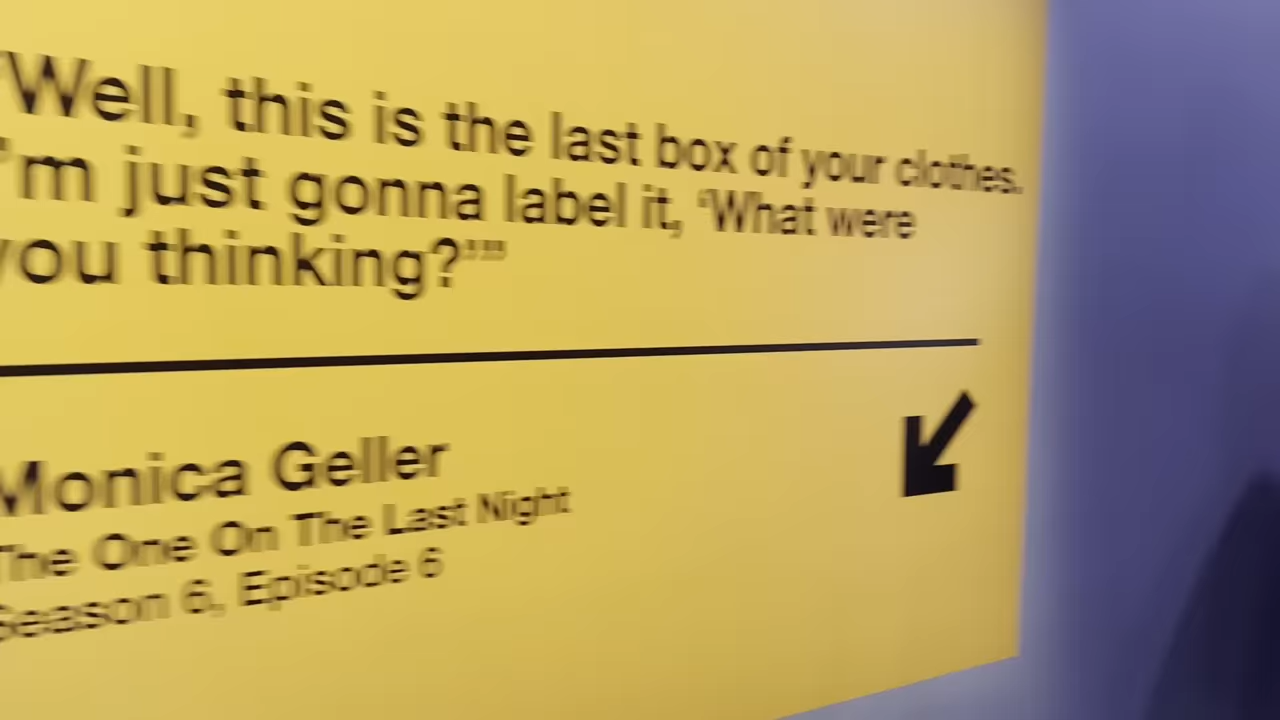 "Well, this is the last box of your clothes.
I'm just gonna label it, 'What were
you thinking?'"
Monica Geller
The One On The Last Night
Season 6, Episode 6